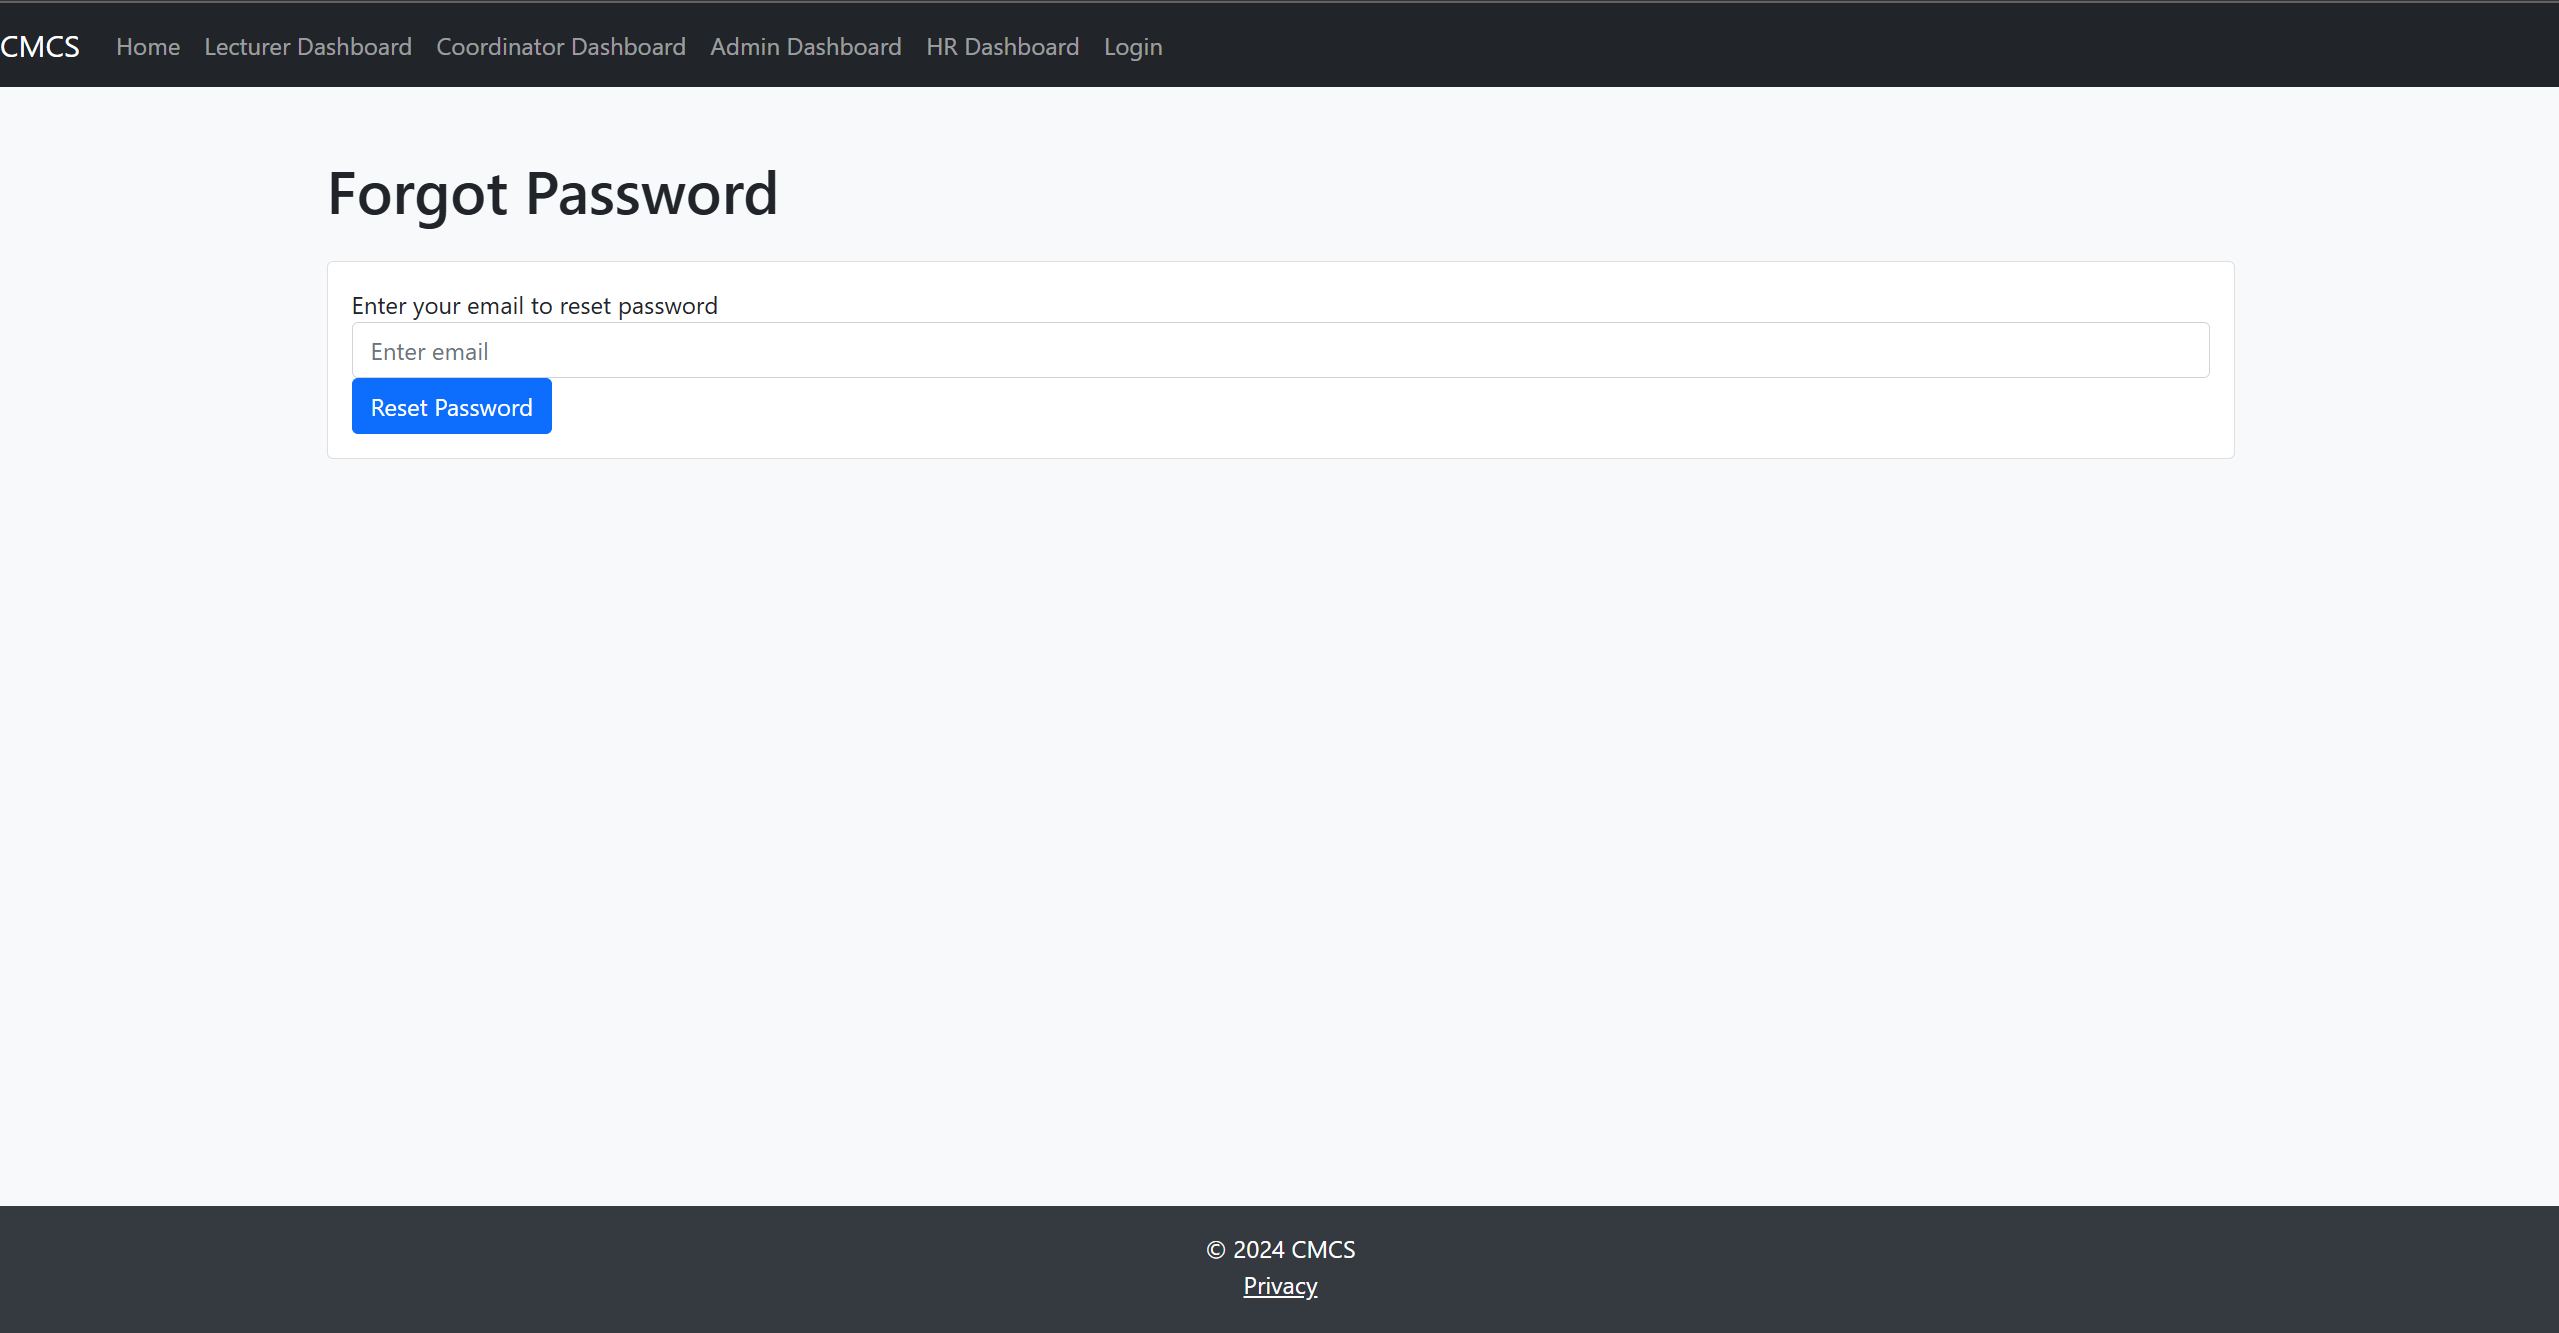 CMCS Home Lecturer Dashboard Coordinator Dashboard Admin Dashboard HR Dashboard Login
Forgot Password
Enter your email to reset password
Enter email
Reset Password
© 2024 CMCS
Privacy